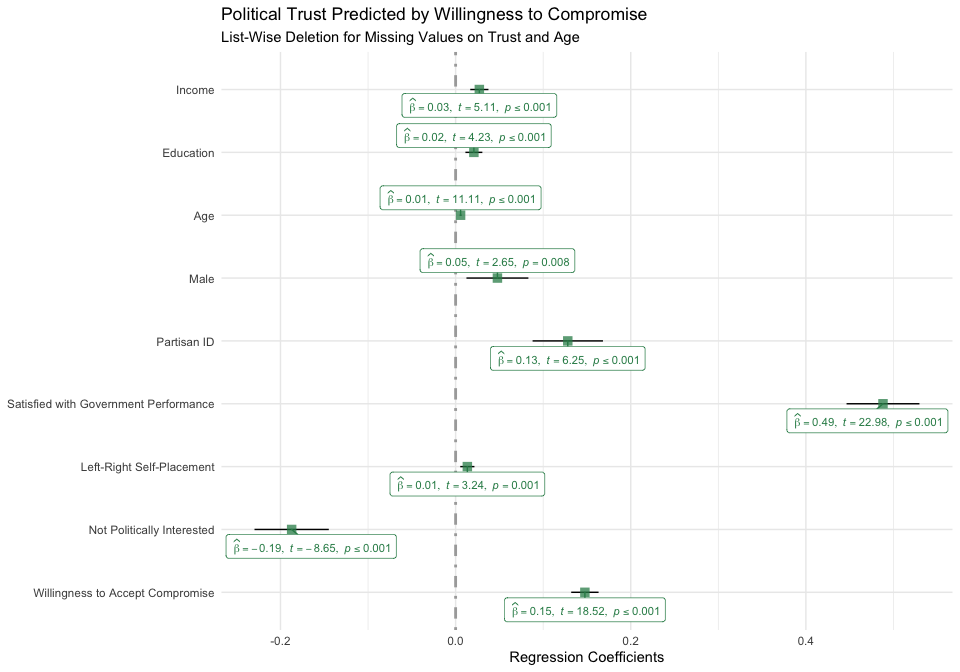 Political Trust Predicted by Willingness to Compromise
List-Wise Deletion for Missing Values on Trust and Age
Income
β̂ = 0.03, t = 5.11, p ≤ 0.001
β̂ = 0.02, t = 4.23, p ≤ 0.001
Education
β̂ = 0.01, t = 11.11, p ≤ 0.001
Age
β̂ = 0.05, t = 2.65, p = 0.008
Male
Partisan ID
β̂ = 0.13, t = 6.25, p ≤ 0.001
Satisfied with Government Performance
β̂ = 0.49, t = 22.98, p ≤ 0.001
Left-Right Self-Placement
β̂ = 0.01, t = 3.24, p = 0.001
Not Politically Interested
β̂ = −0.19, t = −8.65, p ≤ 0.001
Willingness to Accept Compromise
β̂ = 0.15, t = 18.52, p ≤ 0.001
-0.2 0.0 0.2 0.4
Regression Coefficients